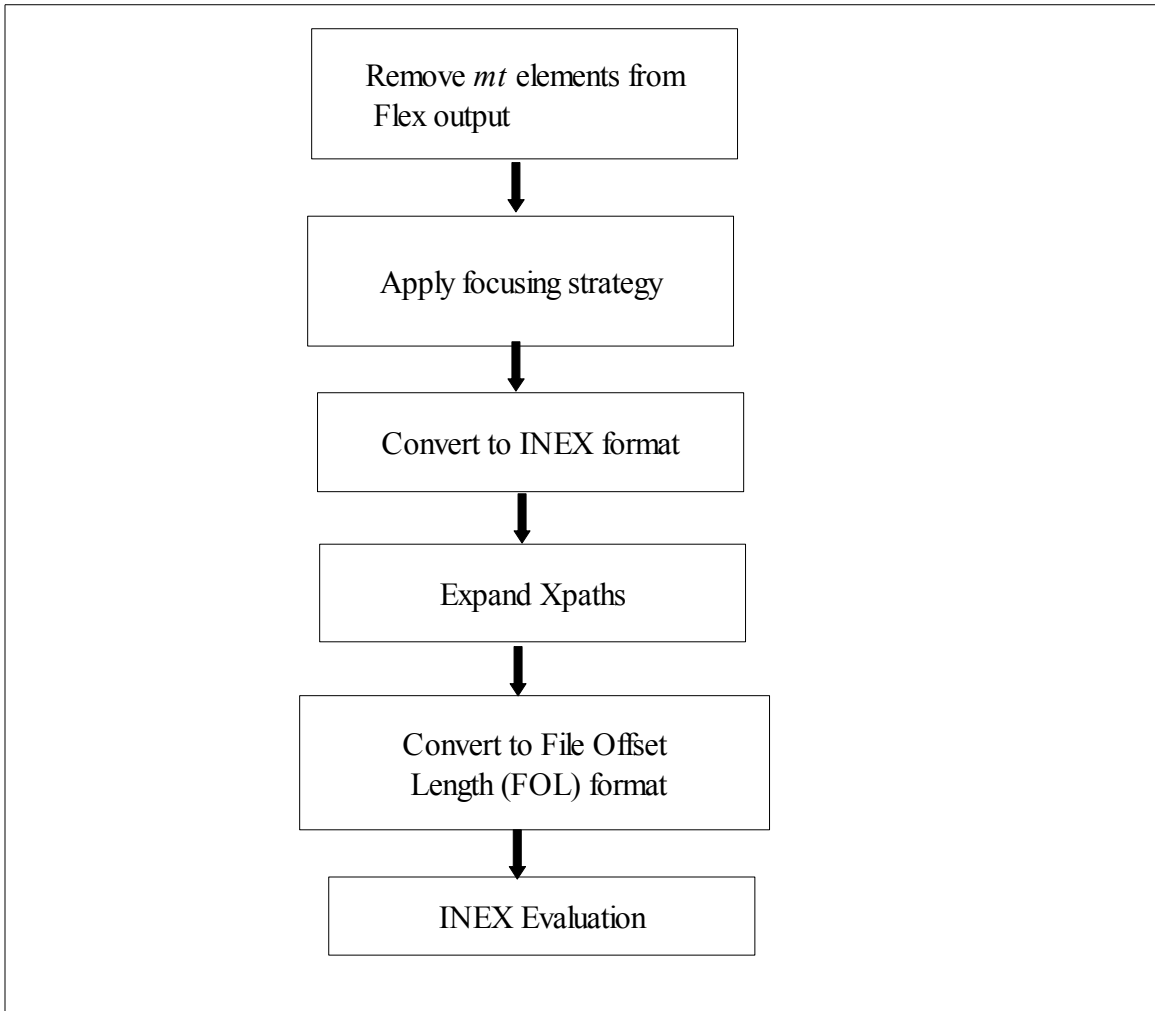 Remove mt elements from
Flex output
Apply focusing strategy
Convert to INEX format
Expand Xpaths
Convert to File Offset
Length (FOL) format
INEX Evaluation